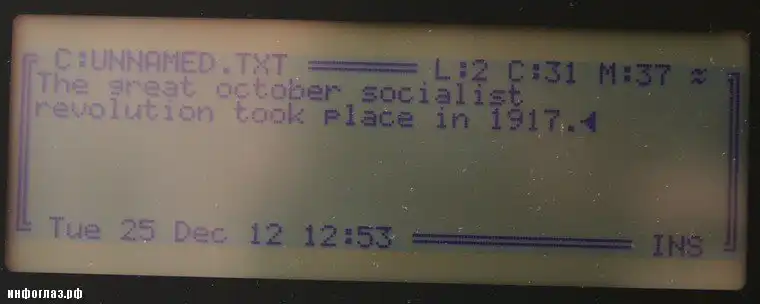 C:UNNAMED.TXT L:2 C:31 M:37 ≈
The great october socialist
revolution took place in 1917.◄
Tue 25 Dec 12 12:53 INS
инфоглаз.рф